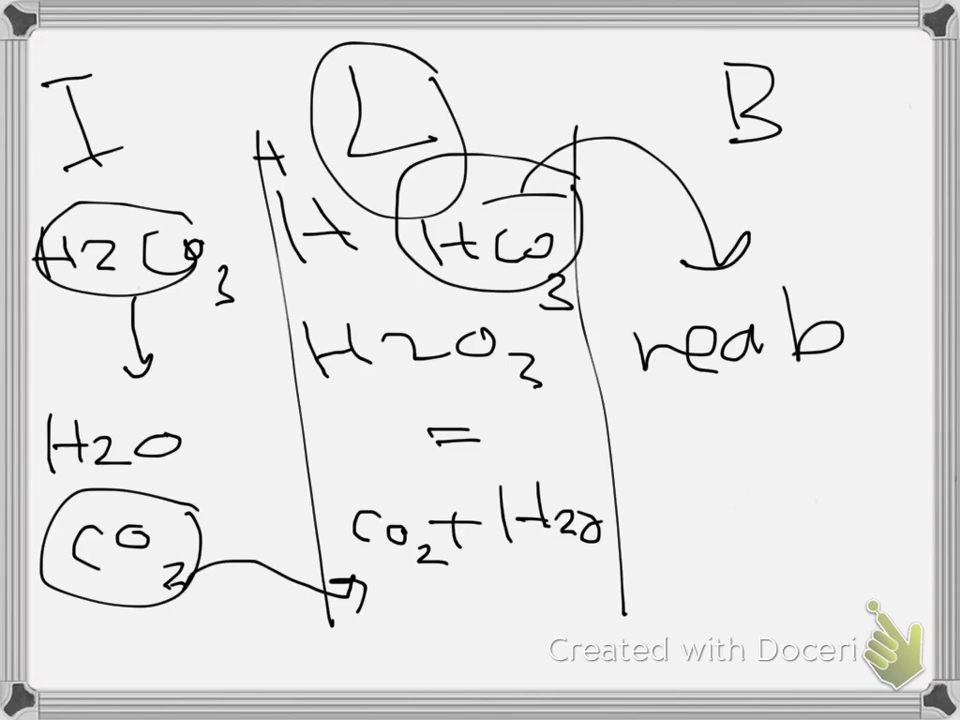 I L B
H
H2CO3 H HCO3
H2O3 reab
H2O =
CO2 CO2+H2O
Created with Doceri